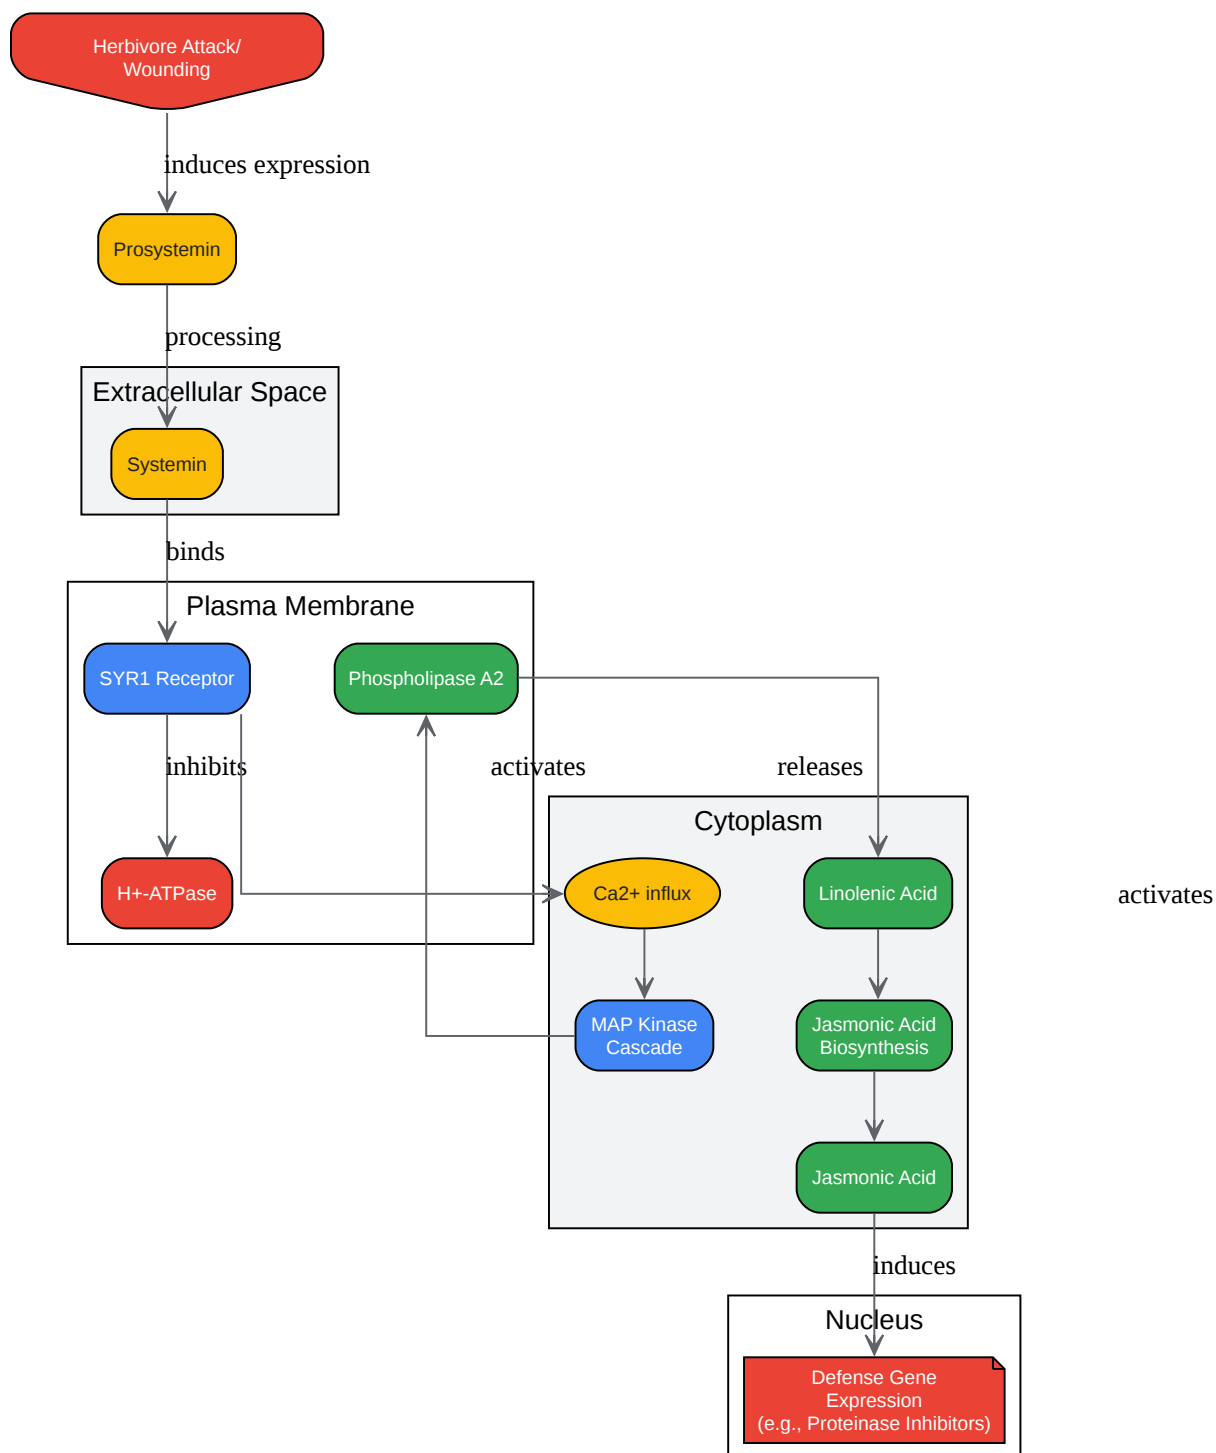 Herbivore Attack/
Wounding
induces expression
Prosystemin
processing
Extracellular Space
Systemin
binds
Plasma Membrane
SYR1 Receptor
Phospholipase A2
inhibits
activates
releases
Cytoplasm
H+-ATPase
Ca2+ influx
Linolenic Acid
activates
MAP Kinase
Cascade
Jasmonic Acid
Biosynthesis
Jasmonic Acid
induces
Nucleus
Defense Gene
Expression
(e.g., Proteinase Inhibitors)